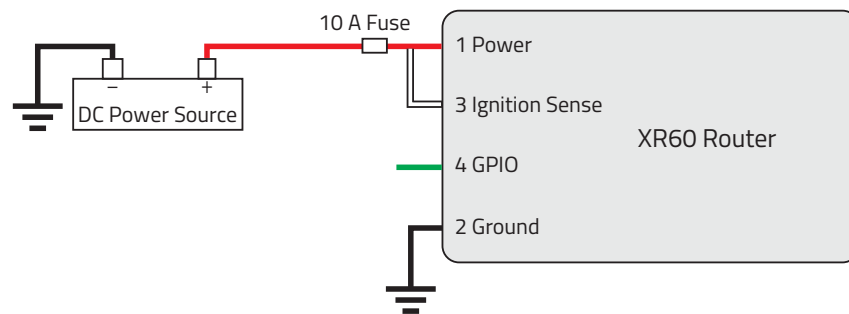 10 A Fuse
1 Power
− +
DC Power Source
3 Ignition Sense
XR60 Router
4 GPIO
2 Ground